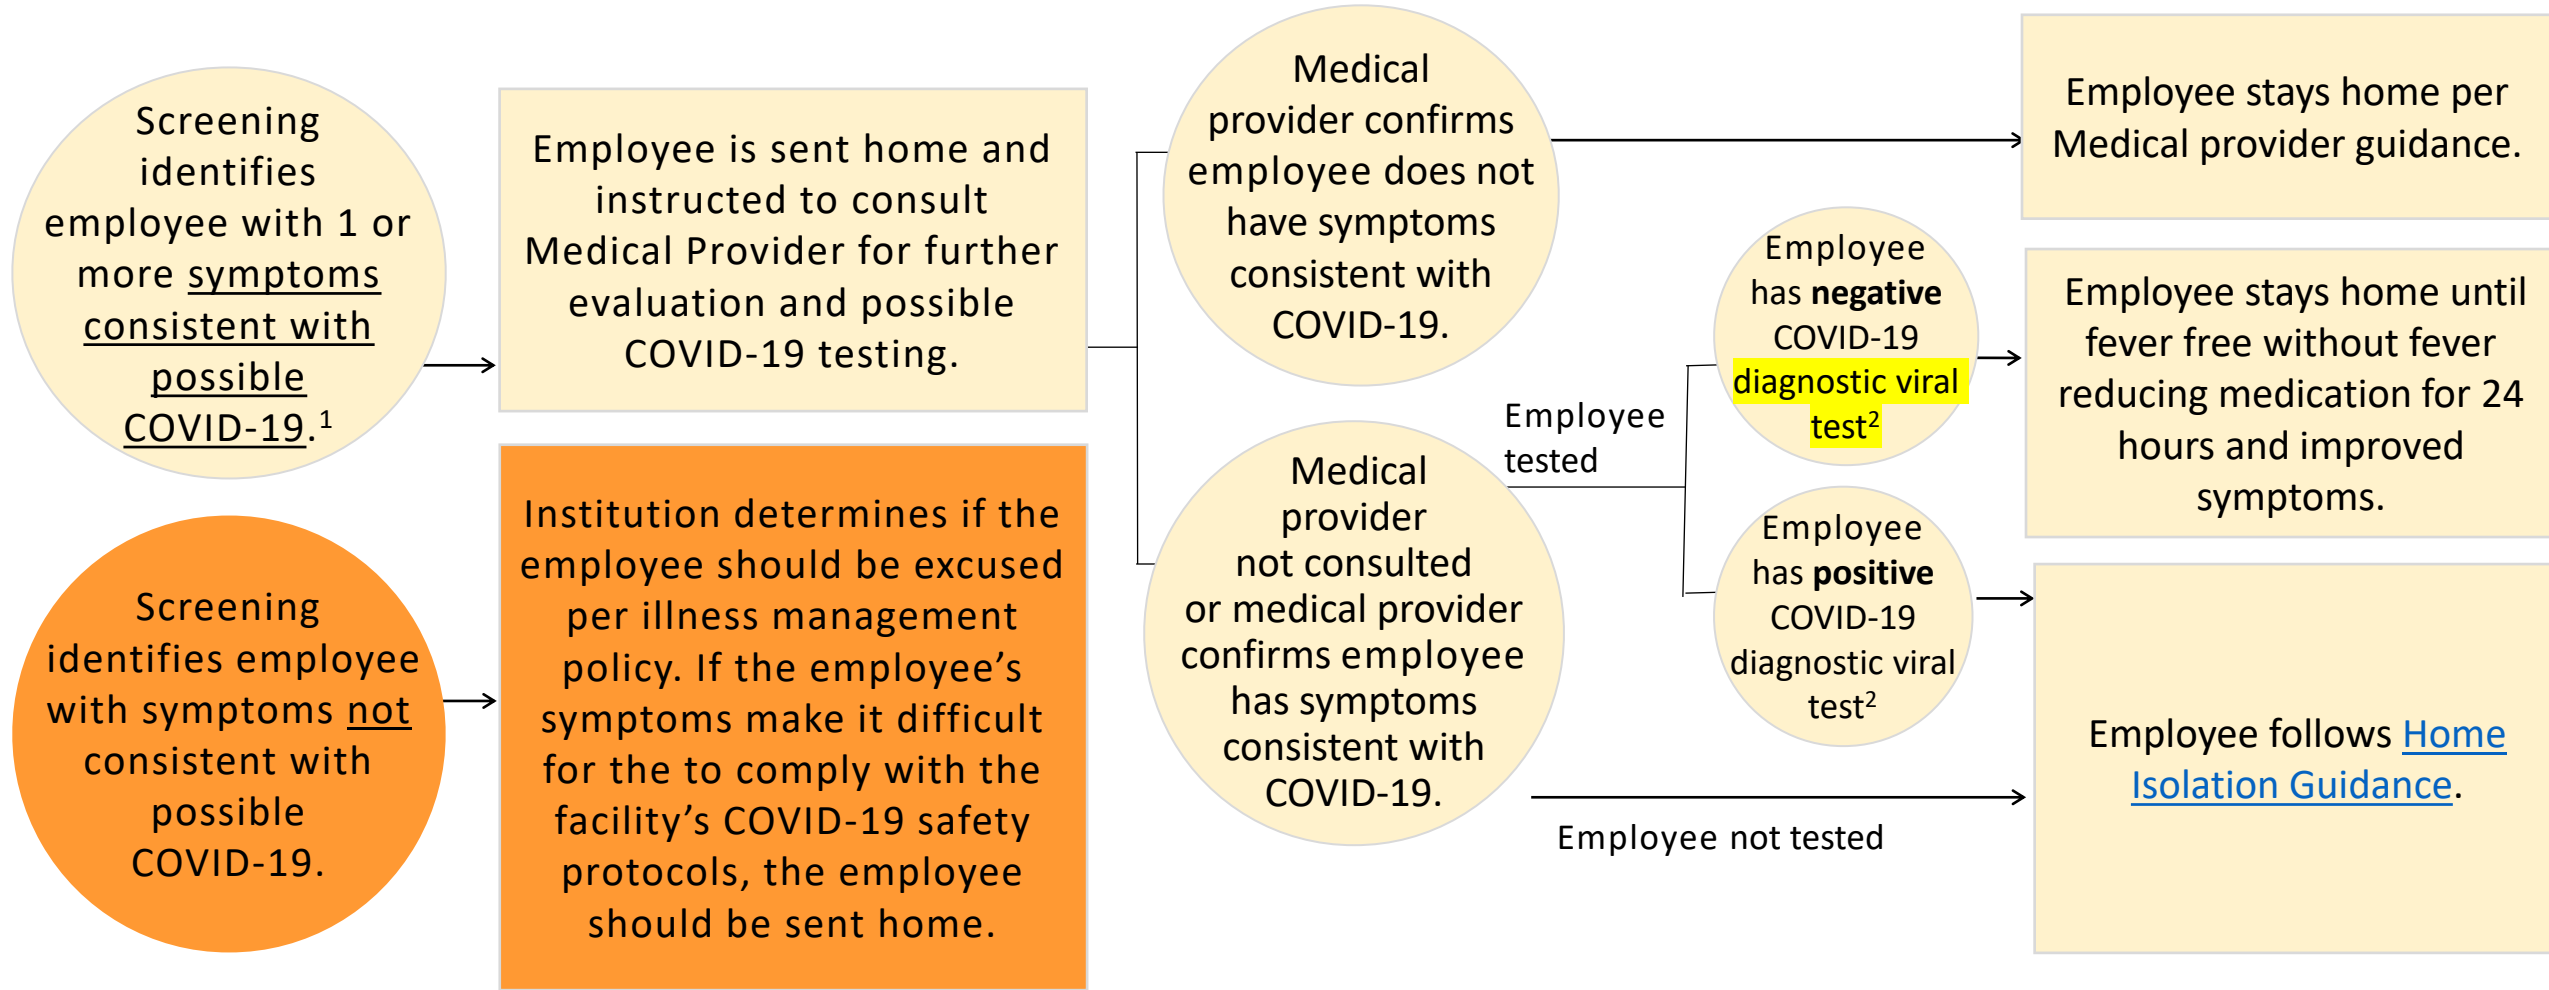 Screening
identifies
employee with 1 or
more symptoms
consistent with
possible
COVID-19.¹
Employee is sent home and
instructed to consult
Medical Provider for further
evaluation and possible
COVID-19 testing.
Medical
provider confirms
employee does not
have symptoms
consistent with
COVID-19.
Employee stays home per
Medical provider guidance.
Medical
provider
not consulted
or medical provider
confirms employee
has symptoms
consistent with
COVID-19.
Employee
tested
Employee
has negative
COVID-19
diagnostic viral
test²
Employee stays home until
fever free without fever
reducing medication for 24
hours and improved
symptoms.
Employee
has positive
COVID-19
diagnostic viral
test²
Employee not tested
Employee follows Home
Isolation Guidance.
Screening
identifies employee
with symptoms not
consistent with
possible
COVID-19.
Institution determines if the
employee should be excused
per illness management
policy. If the employee’s
symptoms make it difficult
for the to comply with the
facility’s COVID-19 safety
protocols, the employee
should be sent home.